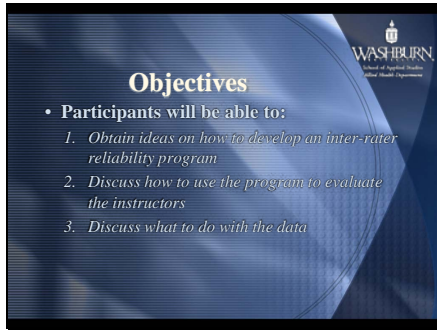 WASHBURN
School of Applied Studies
Allied Health Department
Objectives
• Participants will be able to:
1. Obtain ideas on how to develop an inter-rater
reliability program
2. Discuss how to use the program to evaluate
the instructors
3. Discuss what to do with the data